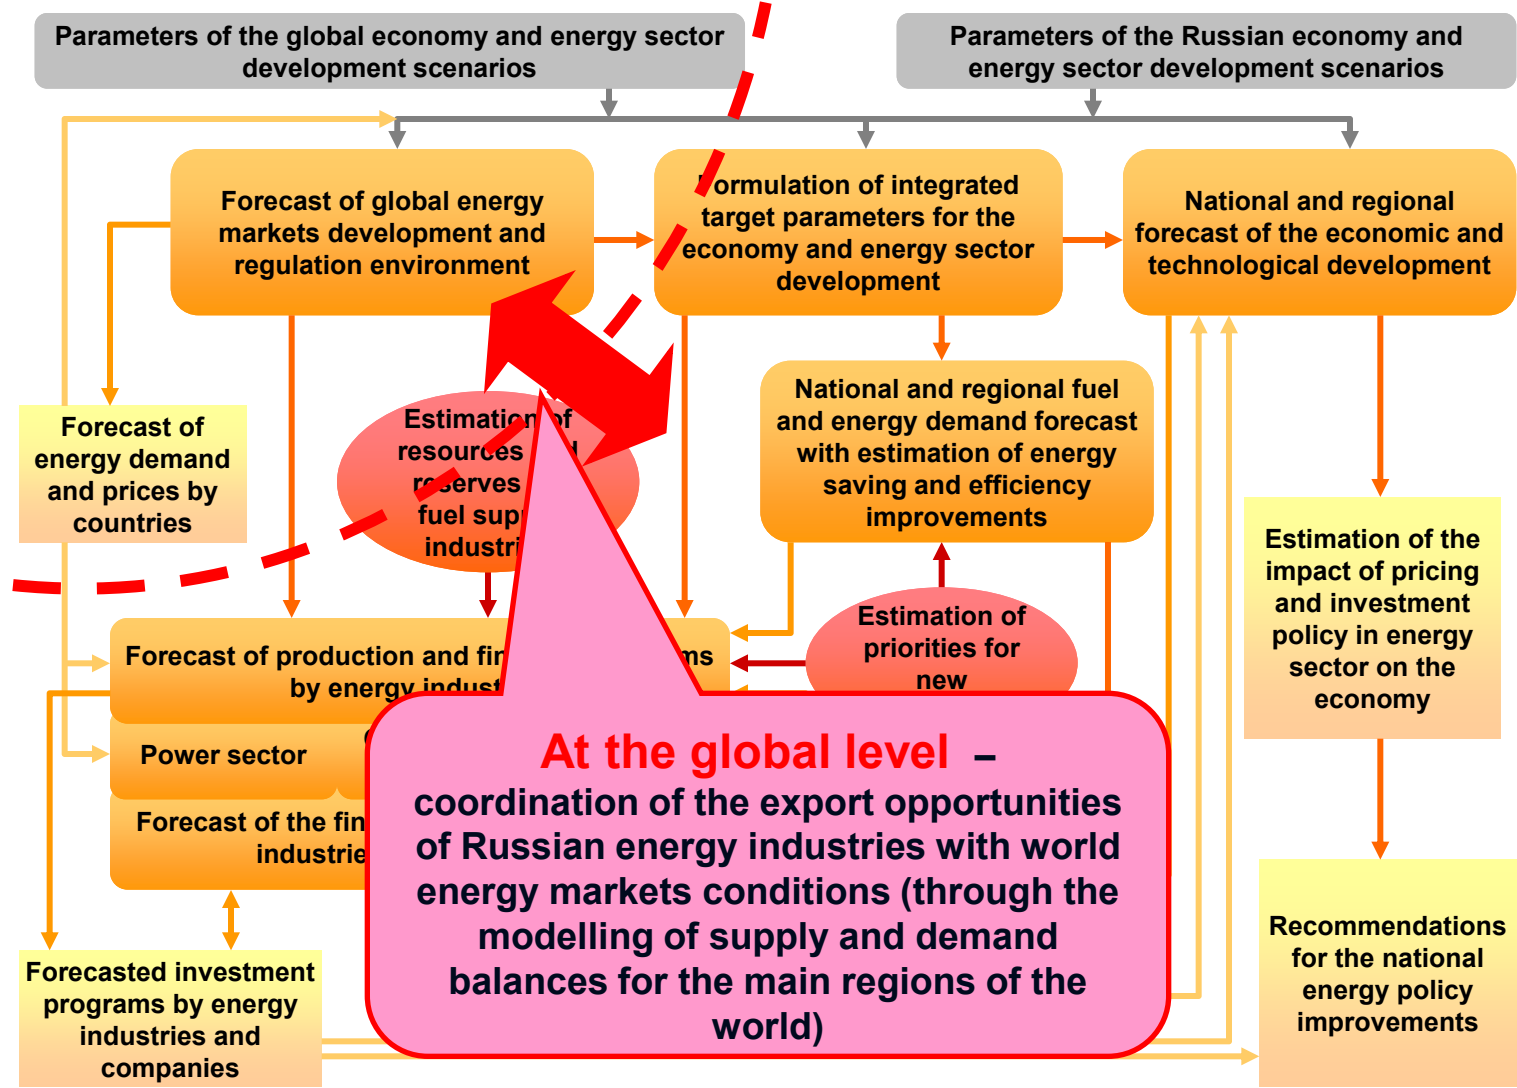 Parameters of the global economy and energy sector
development scenarios
Parameters of the Russian economy and
energy sector development scenarios
Forecast of global energy
markets development and
regulation environment
Formulation of integrated
target parameters for the
economy and energy sector
development
National and regional
forecast of the economic and
technological development
Forecast of
energy demand
and prices by
countries
Estimation of
resources
reserves
fuel
National and regional fuel
and energy demand forecast
with estimation of energy
saving and efficiency
improvements
Estimation of the
impact of pricing
and investment
policy in energy
sector on the
economy
Estimation of
priorities for
new
Forecast of production and
by energy
Power sector
Forecast of the
At the global level –
coordination of the export opportunities
of Russian energy industries with world
energy markets conditions (through the
modelling of supply and demand
balances for the main regions of the
world)
Forecasted investment
programs by energy
industries and
companies
Recommendations
for the national
energy policy
improvements